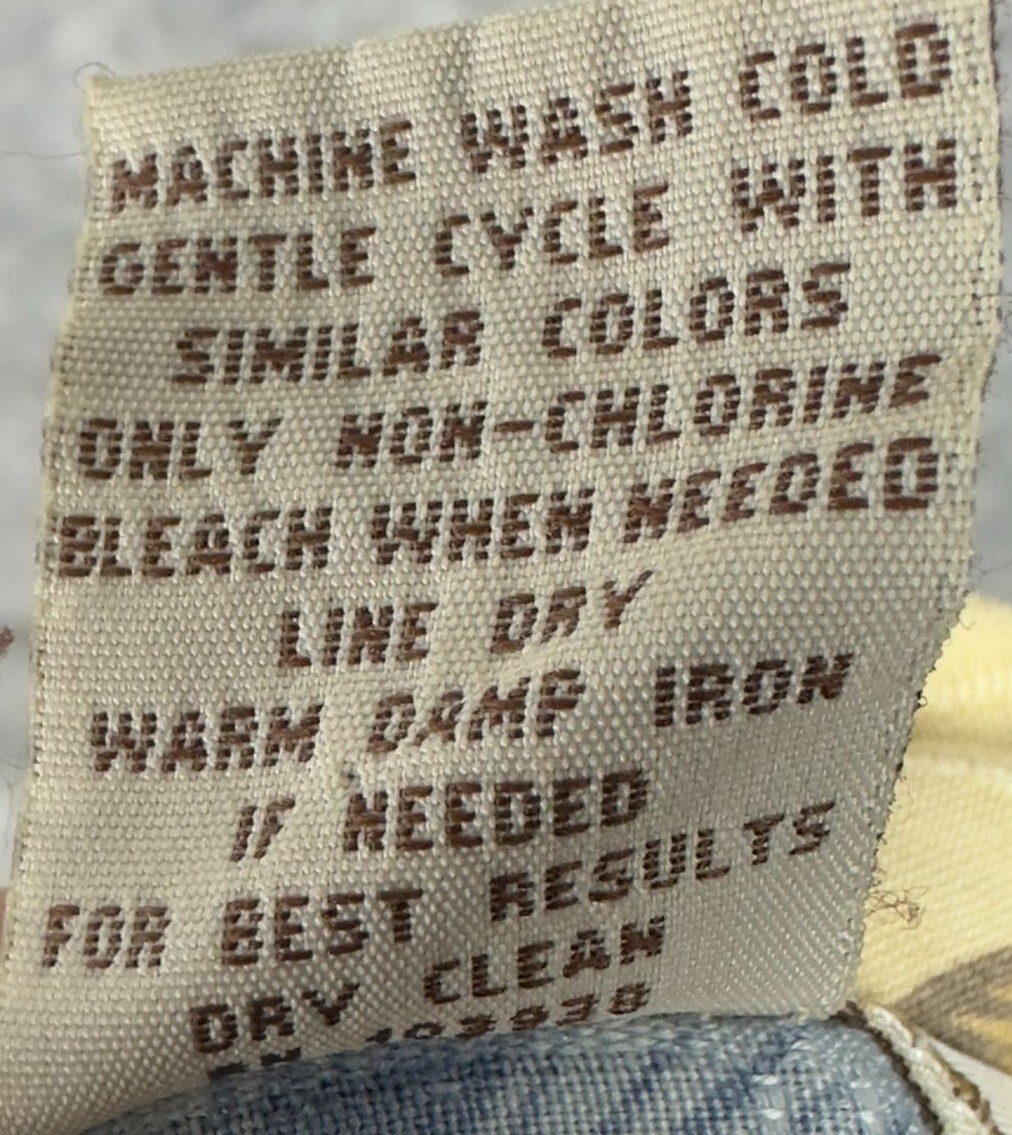 MACHINE WASH COLD
GENTLE CYCLE WITH
SIMILAR COLORS
ONLY NON-CHLORINE
BLEACH WHEN NEEDED
LINE DRY
WARM DAMP IRON
IF NEEDED
FOR BEST RESULTS
DRY CLEAN